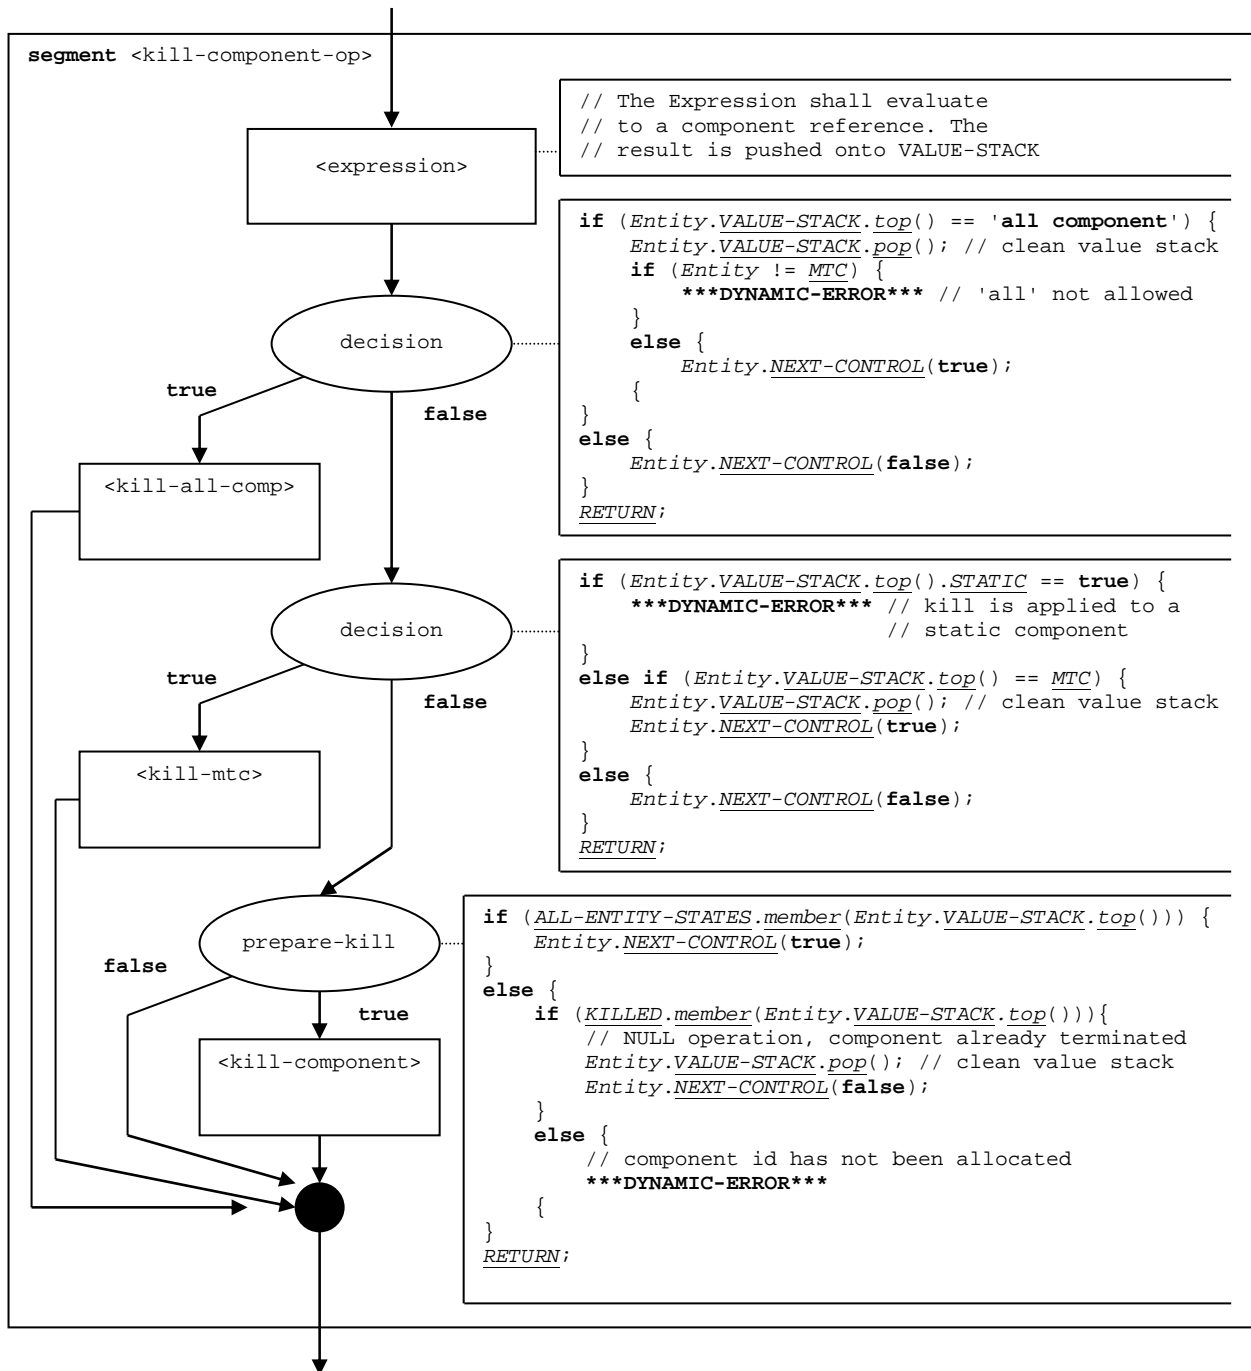 segment <kill-component-op>
// The Expression shall evaluate
// to a component reference. The
// result is pushed onto VALUE-STACK
<expression>
if (Entity.VALUE-STACK.top() == 'all component') {
Entity.VALUE-STACK.pop(); // clean value stack
if (Entity != MTC) {
***DYNAMIC-ERROR*** // 'all' not allowed
}
else {
Entity.NEXT-CONTROL(true);
{
}
else {
Entity.NEXT-CONTROL(false);
}
RETURN;
decision
true
false
<kill-all-comp>
if (Entity.VALUE-STACK.top().STATIC == true) {
***DYNAMIC-ERROR*** // kill is applied to a
// static component
}
else if (Entity.VALUE-STACK.top() == MTC) {
Entity.VALUE-STACK.pop(); // clean value stack
Entity.NEXT-CONTROL(true);
}
else {
Entity.NEXT-CONTROL(false);
}
RETURN;
decision
true
false
<kill-mtc>
if (ALL-ENTITY-STATES.member(Entity.VALUE-STACK.top())) {
Entity.NEXT-CONTROL(true);
}
else {
if (KILLED.member(Entity.VALUE-STACK.top())){
// NULL operation, component already terminated
Entity.VALUE-STACK.pop(); // clean value stack
Entity.NEXT-CONTROL(false);
}
else {
// component id has not been allocated
***DYNAMIC-ERROR***
{
}
RETURN;
prepare-kill
false
true
<kill-component>